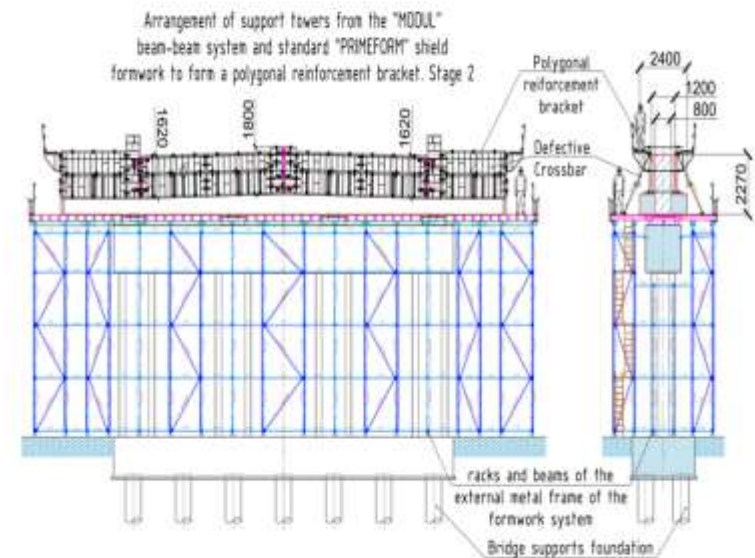 Arrangement of support towers from the "MODUL"
beam-beam system and standard "PRIMEFORM" shield
formwork to form a polygonal reinforcement bracket. Stage 2
Polygonal
reiforcement
bracket
2400
1200
800
1620
1800
1620
Defective
Crossbar
2270
racks and beams of the
external metal frame of the
formwork system
Bridge supports foundation